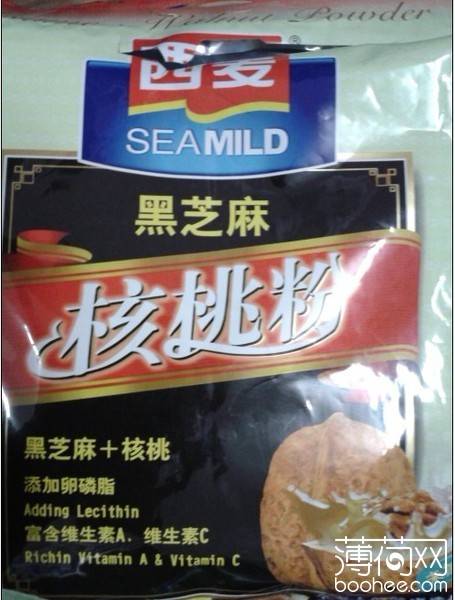 Walnut Powder
西麦®
SEAMILD
黑芝麻
核桃粉
黑芝麻+核桃
添加卵磷脂
Adding Lecithin
富含维生素A、维生素C
Richin Vitamin A & Vitamin C
薄荷网
boohee.com